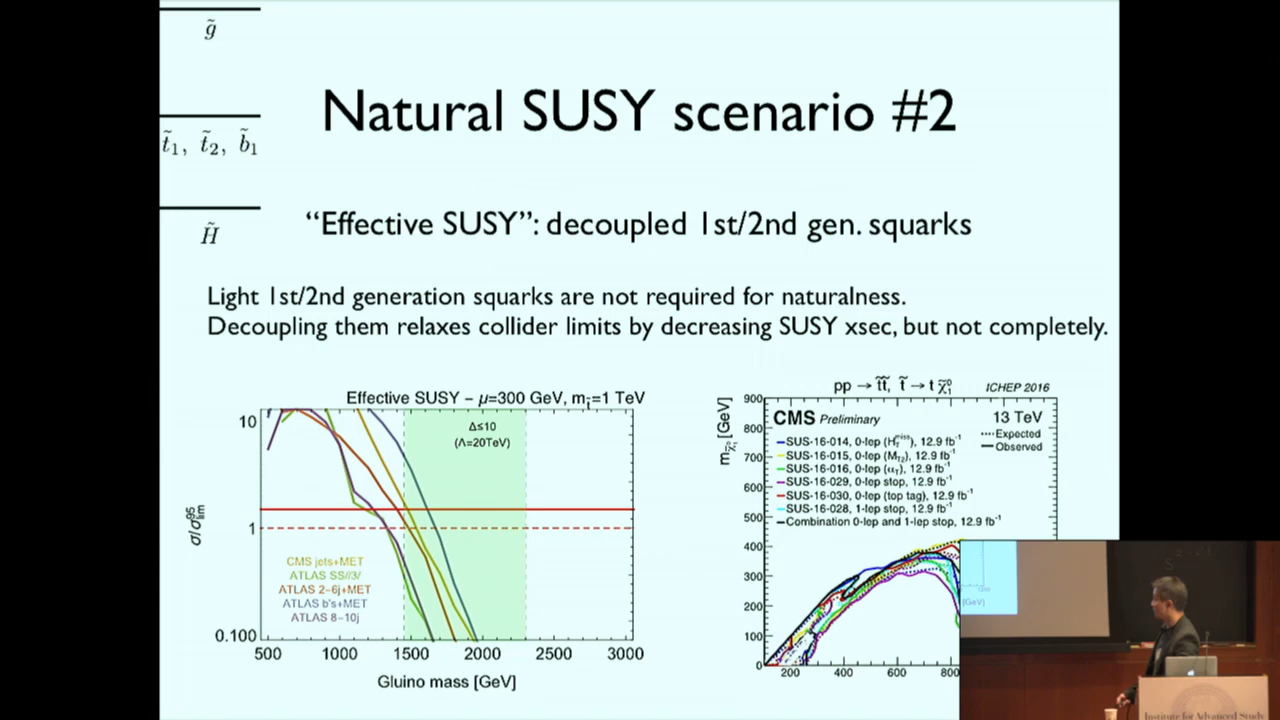 g̃
Natural SUSY scenario #2
t̃₁, t̃₂, b̃₁
H̃
“Effective SUSY”: decoupled 1st/2nd gen. squarks
Light 1st/2nd generation squarks are not required for naturalness.
Decoupling them relaxes collider limits by decreasing SUSY xsec, but not completely.
Effective SUSY – μ=300 GeV, m_t̃=1 TeV
Δ≤10
(Λ=20TeV)
10
1
0.100
σ/σ_lim^95
CMS jets+MET
ATLAS SS//3/
ATLAS 2–6j+MET
ATLAS b's+MET
ATLAS 8–10j
500 1000 1500 2000 2500 3000
Gluino mass [GeV]
pp → t̃t̃, t̃ → t χ̃₁⁰ ICHEP 2016
m_χ̃₁⁰ [GeV]
900
800
700
600
500
400
300
200
100
0
CMS Preliminary 13 TeV
Expected
Observed
SUS-16-014, 0-lep (H_T^miss), 12.9 fb⁻¹
SUS-16-015, 0-lep (M_T2), 12.9 fb⁻¹
SUS-16-016, 0-lep (α_T), 12.9 fb⁻¹
SUS-16-029, 0-lep stop, 12.9 fb⁻¹
SUS-16-030, 0-lep (top tag), 12.9 fb⁻¹
SUS-16-028, 1-lep stop, 12.9 fb⁻¹
Combination 0-lep and 1-lep stop, 12.9 fb⁻¹
200 400 600 800
[GeV]
Institute for Advanced Study